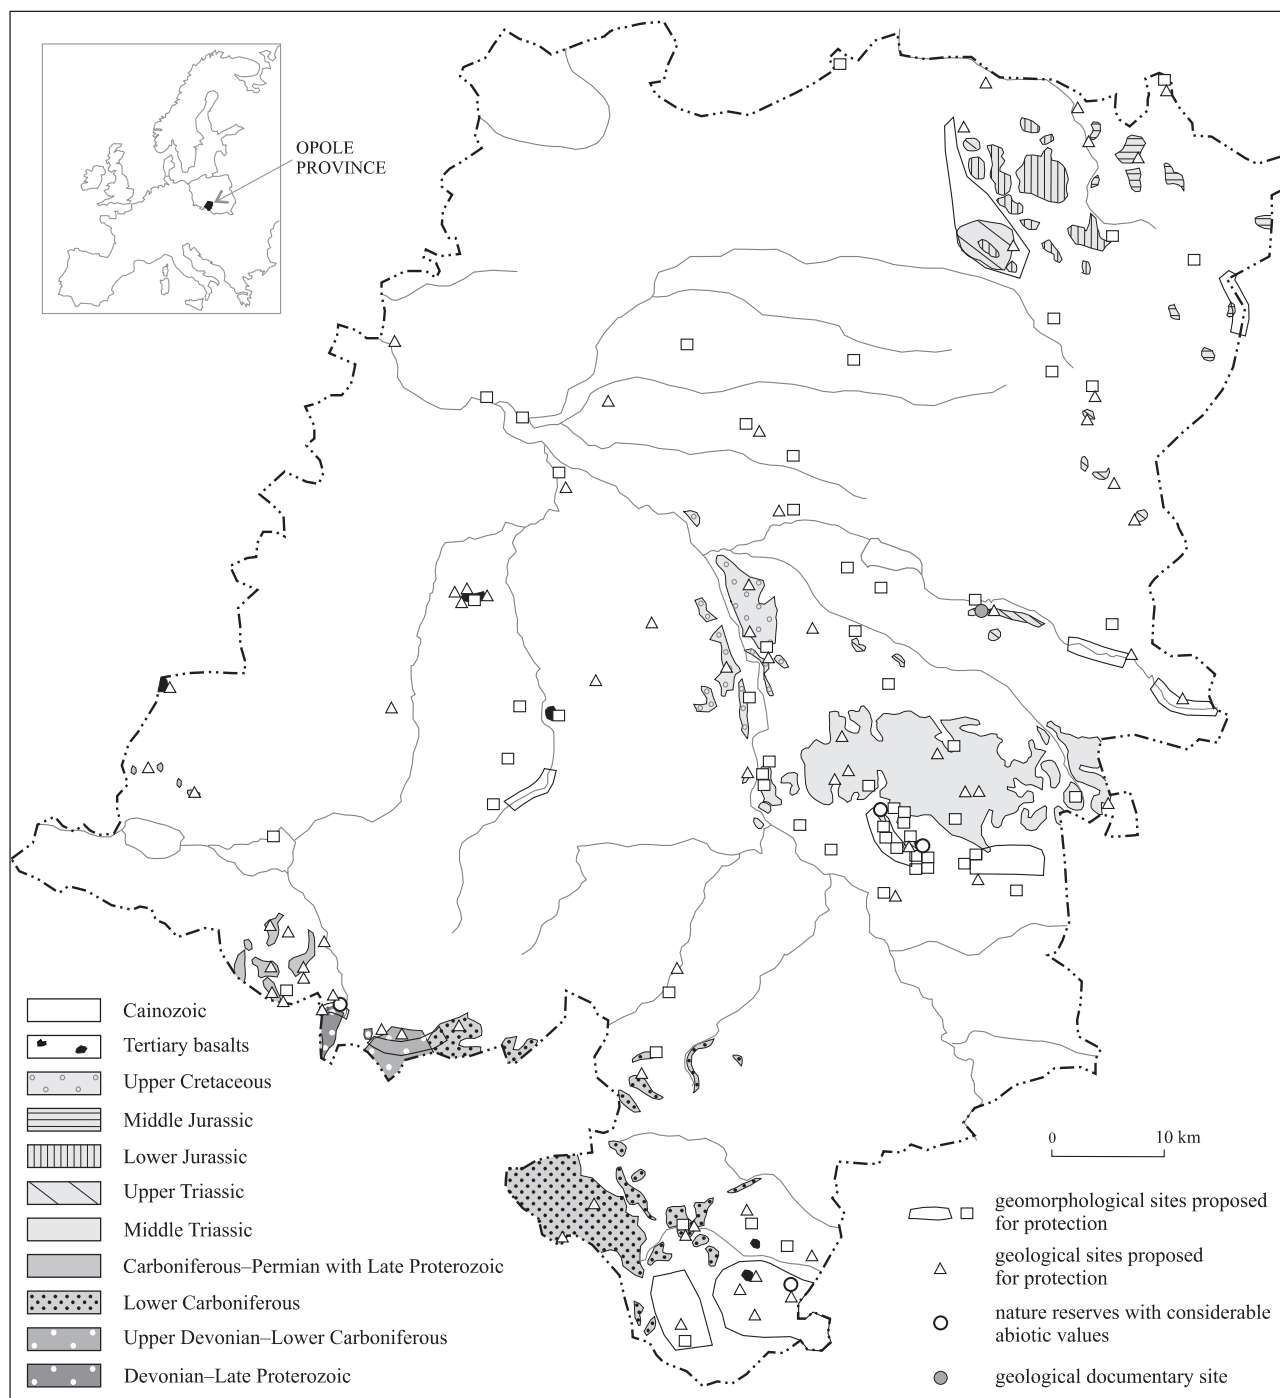 OPOLE
PROVINCE
Cainozoic
Tertiary basalts
Upper Cretaceous
Middle Jurassic
Lower Jurassic
Upper Triassic
Middle Triassic
Carboniferous–Permian with Late Proterozoic
Lower Carboniferous
Upper Devonian–Lower Carboniferous
Devonian–Late Proterozoic
0 10 km
geomorphological sites proposed
for protection
geological sites proposed
for protection
nature reserves with considerable
abiotic values
geological documentary site